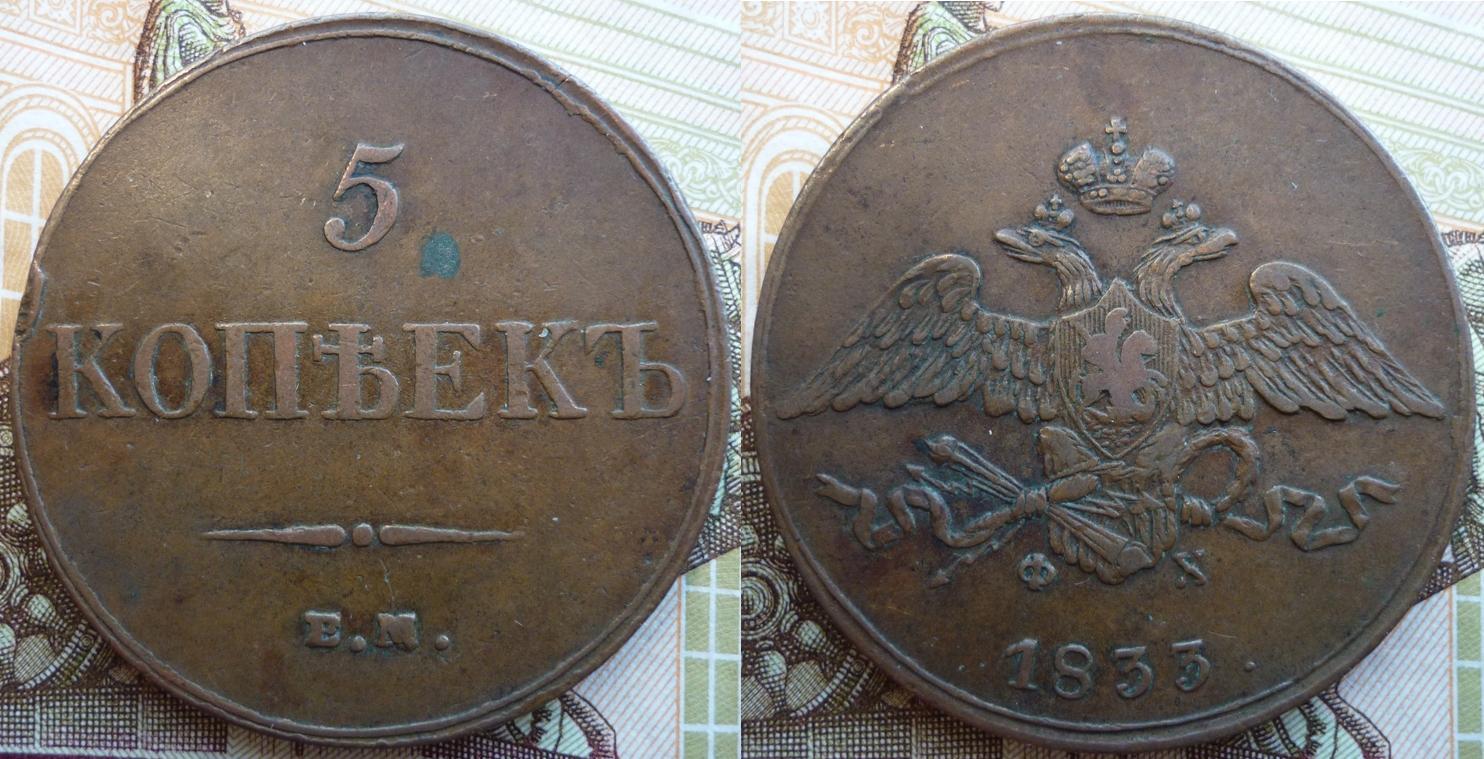 5
КОПѢЕКЪ
Е.М.
Ф Х
1833.